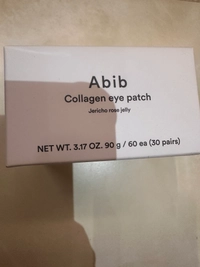 Abib
Collagen eye patch
Jericho rose jelly
NET WT. 3.17 OZ. 90 g / 60 ea (30 pairs)